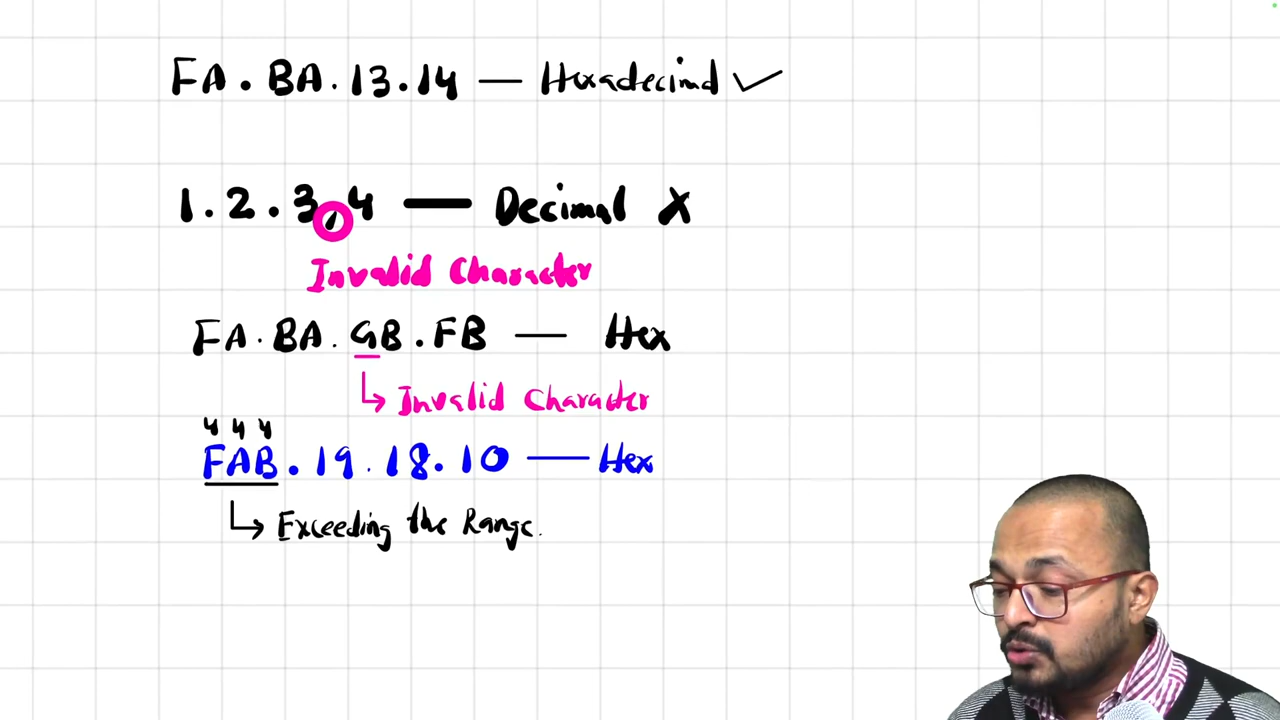 FA.BA.13.14 — Hexadecimal ✓
1.2.3,4 — Decimal X
Invalid Character
FA.BA.GB.FB — Hex
↳ Invalid Character
4 4 4
FAB.19.18.10 — Hex
↳ Exceeding the Range.